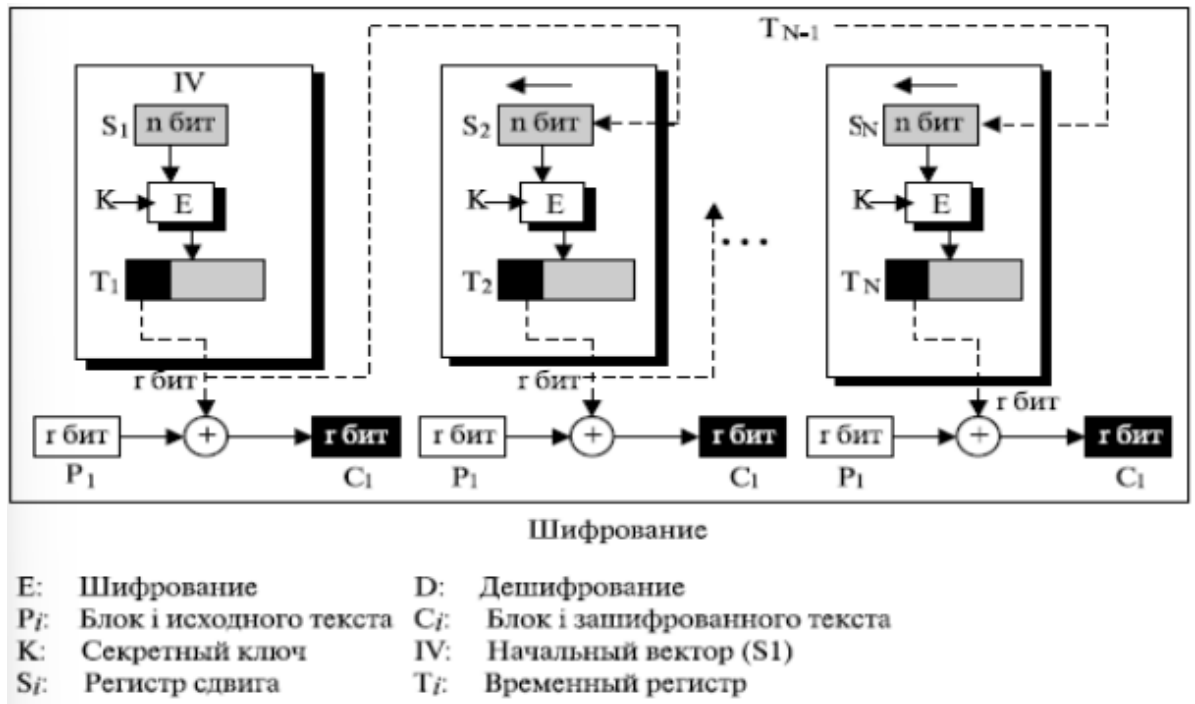 T N-1
IV
S1 n бит
S2 n бит
SN n бит
K E
K E
K E
T1
T2
TN
r бит
r бит
r бит
r бит + r бит
r бит + r бит
r бит + r бит
P1 C1
P1 C1
P1 C1
Шифрование
E: Шифрование D: Дешифрование
Pi: Блок i исходного текста Ci: Блок i зашифрованного текста
K: Секретный ключ IV: Начальный вектор (S1)
Si: Регистр сдвига Ti: Временный регистр